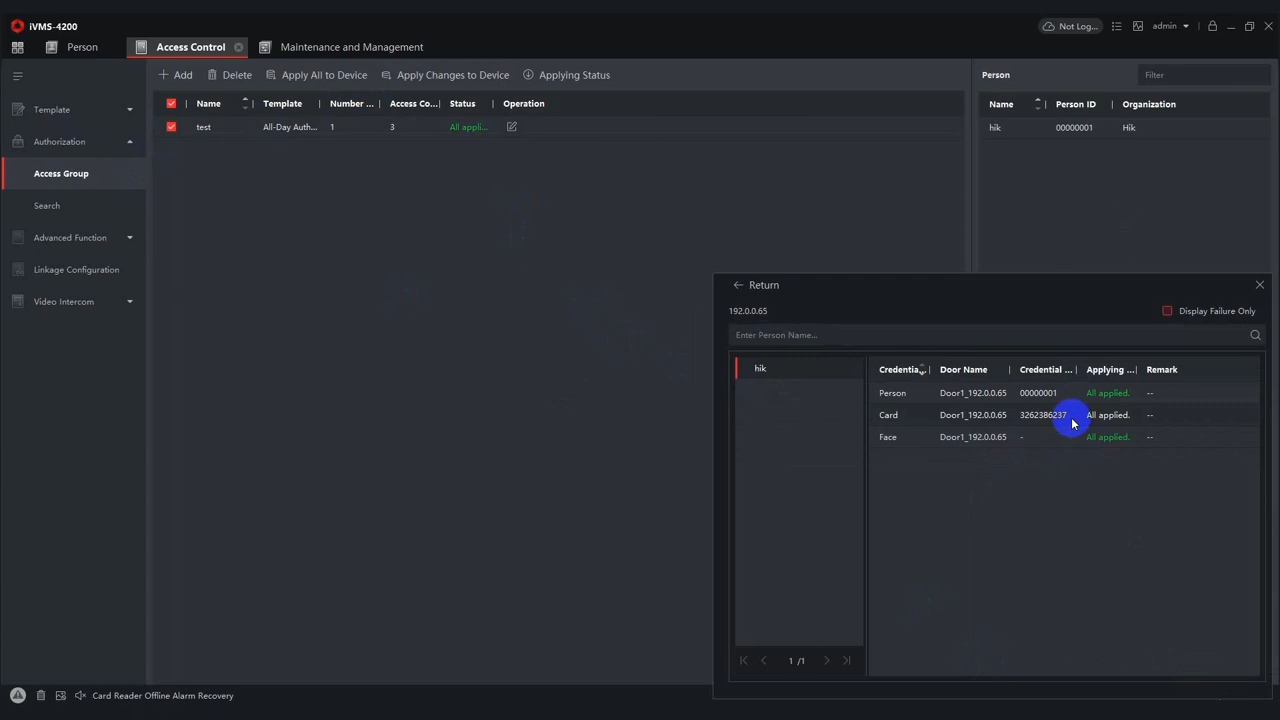 iVMS-4200
Not Log...
admin
Person
Access Control
Maintenance and Management
Add
Delete
Apply All to Device
Apply Changes to Device
Applying Status
Person
Filter
Template
Authorization
Access Group
Search
Advanced Function
Linkage Configuration
Video Intercom
Name Template Number ... Access Co... Status Operation
test All-Day Auth... 1 3 All appli...
Name Person ID Organization
hik 00000001 Hik
Return
192.0.0.65
Display Failure Only
Enter Person Name...
hik
Credentia... Door Name Credential ... Applying ... Remark
Person Door1_192.0.0.65 00000001 All applied. --
Card Door1_192.0.0.65 3262386237 All applied. --
Face Door1_192.0.0.65 - All applied. --
1 /1
Card Reader Offline Alarm Recovery